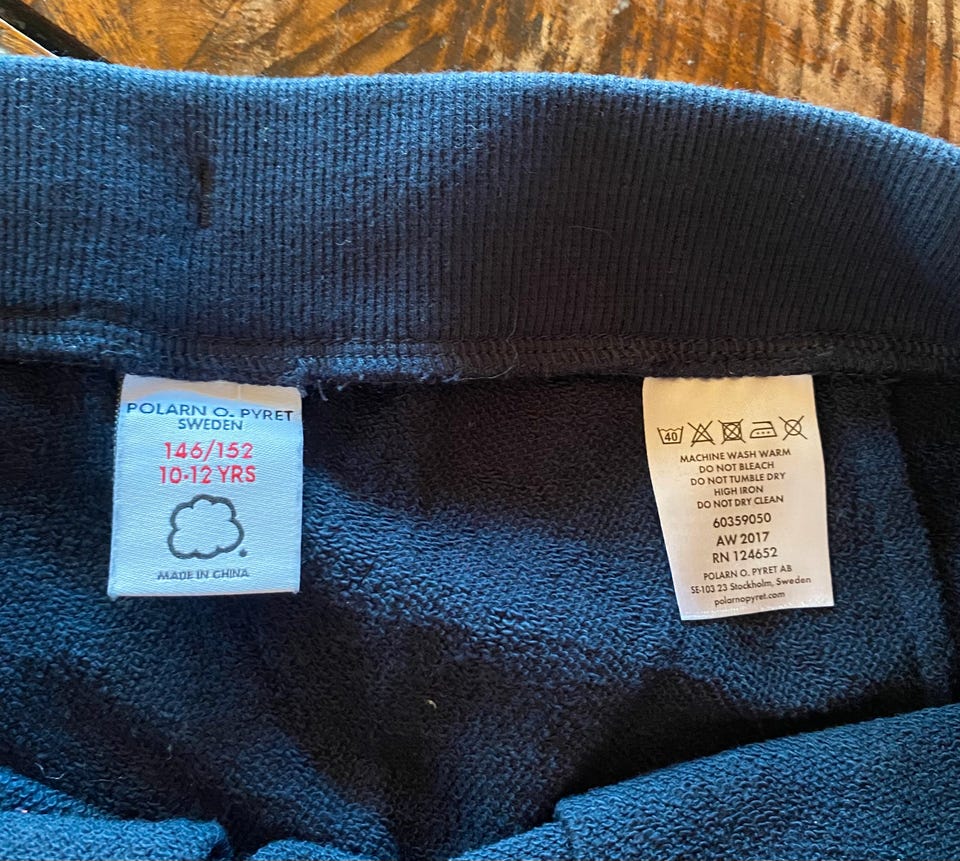 POLARN O. PYRET
SWEDEN
146/152
10-12 YRS
MADE IN CHINA
40
MACHINE WASH WARM
DO NOT BLEACH
DO NOT TUMBLE DRY
HIGH IRON
DO NOT DRY CLEAN
60359050
AW 2017
RN 124652
POLARN O. PYRET AB
SE-103 23 Stockholm, Sweden
polarnopyret.com